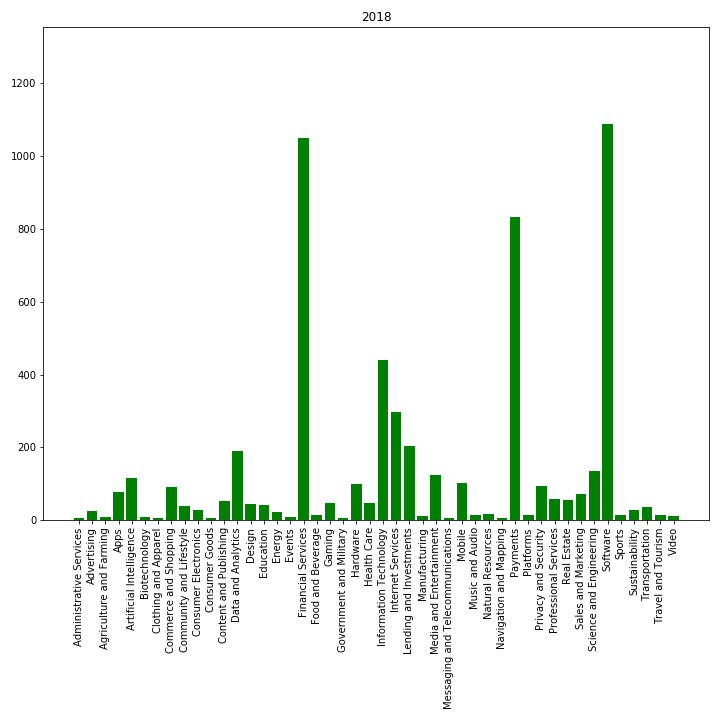 2018
1200
1000
800
600
400
200
0
Administrative Services
Advertising
Agriculture and Farming
Apps
Artificial Intelligence
Biotechnology
Clothing and Apparel
Commerce and Shopping
Community and Lifestyle
Consumer Electronics
Consumer Goods
Content and Publishing
Data and Analytics
Design
Education
Energy
Events
Financial Services
Food and Beverage
Gaming
Government and Military
Hardware
Health Care
Information Technology
Internet Services
Lending and Investments
Manufacturing
Media and Entertainment
Messaging and Telecommunications
Mobile
Music and Audio
Natural Resources
Navigation and Mapping
Payments
Platforms
Privacy and Security
Professional Services
Real Estate
Sales and Marketing
Science and Engineering
Software
Sports
Sustainability
Transportation
Travel and Tourism
Video